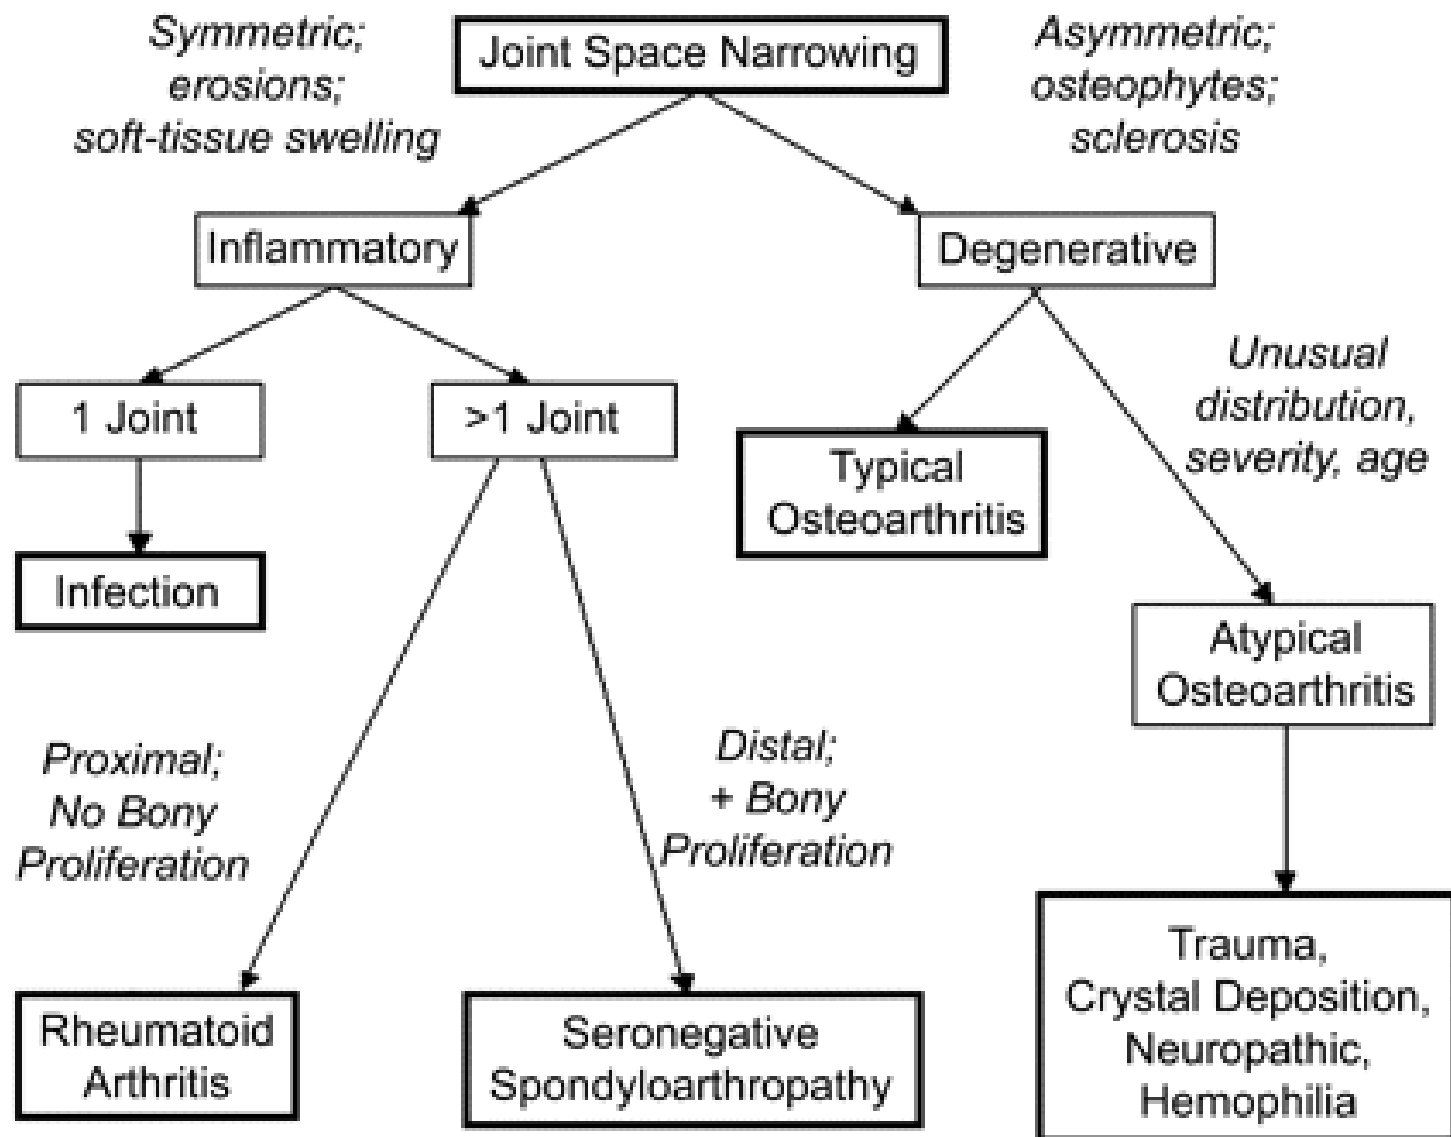 Symmetric;
erosions;
soft-tissue swelling
Joint Space Narrowing
Asymmetric;
osteophytes;
sclerosis
Inflammatory
Degenerative
1 Joint
>1 Joint
Unusual
distribution,
severity, age
Typical
Osteoarthritis
Infection
Atypical
Osteoarthritis
Proximal;
No Bony
Proliferation
Distal;
+ Bony
Proliferation
Rheumatoid
Arthritis
Seronegative
Spondyloarthropathy
Trauma,
Crystal Deposition,
Neuropathic,
Hemophilia